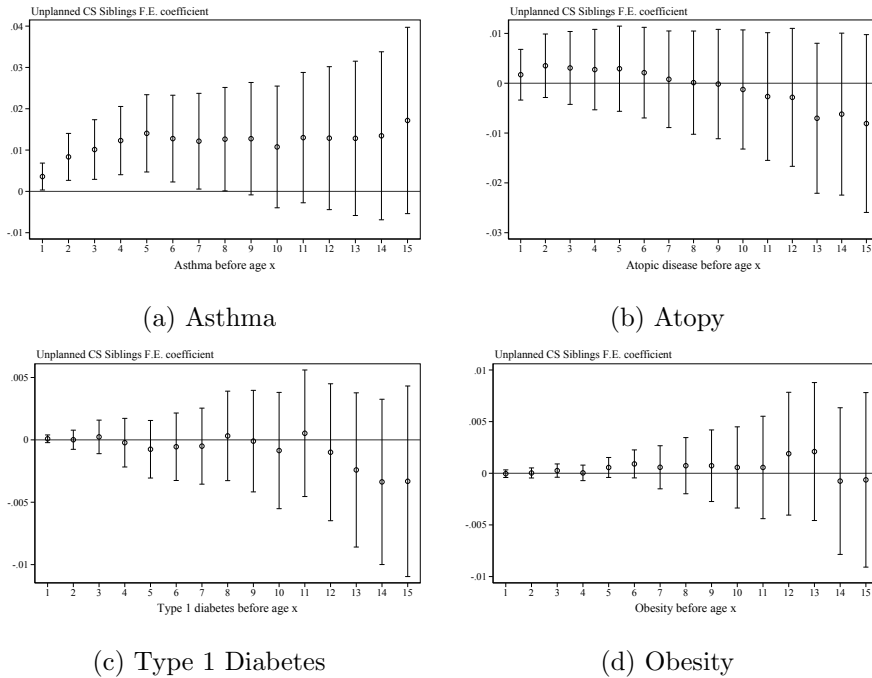 Unplanned CS Siblings F.E. coefficient
.04
.03
.02
.01
0
-.01
1 2 3 4 5 6 7 8 9 10 11 12 13 14 15
Asthma before age x
(a) Asthma
Unplanned CS Siblings F.E. coefficient
.01
0
-.01
-.02
-.03
1 2 3 4 5 6 7 8 9 10 11 12 13 14 15
Atopic disease before age x
(b) Atopy
Unplanned CS Siblings F.E. coefficient
.005
0
-.005
-.01
1 2 3 4 5 6 7 8 9 10 11 12 13 14 15
Type 1 diabetes before age x
(c) Type 1 Diabetes
Unplanned CS Siblings F.E. coefficient
.01
.005
0
-.005
-.01
1 2 3 4 5 6 7 8 9 10 11 12 13 14 15
Obesity before age x
(d) Obesity